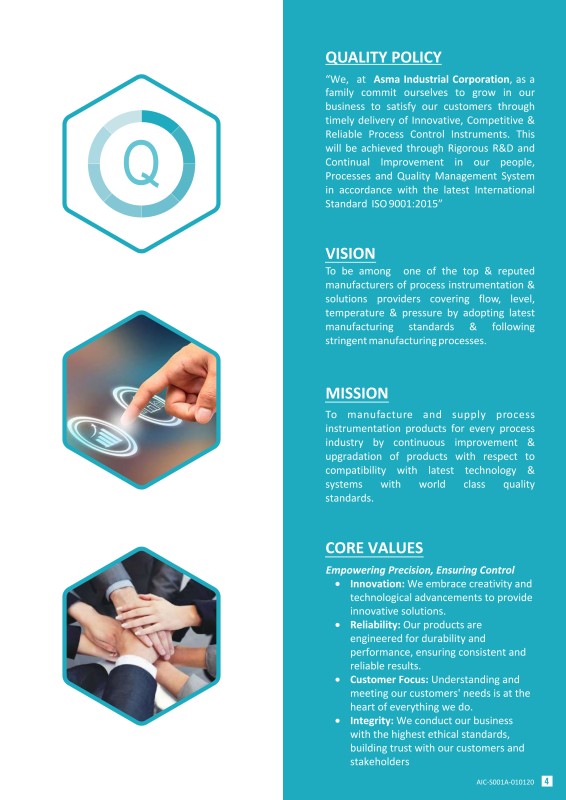 Q
QUALITY POLICY
“We, at Asma Industrial Corporation, as a
family commit ourselves to grow in our
business to satisfy our customers through
timely delivery of Innovative, Competitive &
Reliable Process Control Instruments. This
will be achieved through Rigorous R&D and
Continual Improvement in our people,
Processes and Quality Management System
in accordance with the latest International
Standard ISO 9001:2015”
VISION
To be among one of the top & reputed
manufacturers of process instrumentation &
solutions providers covering flow, level,
temperature & pressure by adopting latest
manufacturing standards & following
stringent manufacturing processes.
MISSION
To manufacture and supply process
instrumentation products for every process
industry by continuous improvement &
upgradation of products with respect to
compatibility with latest technology &
systems with world class quality
standards.
CORE VALUES
Empowering Precision, Ensuring Control
• Innovation: We embrace creativity and
technological advancements to provide
innovative solutions.
• Reliability: Our products are
engineered for durability and
performance, ensuring consistent and
reliable results.
• Customer Focus: Understanding and
meeting our customers' needs is at the
heart of everything we do.
• Integrity: We conduct our business
with the highest ethical standards,
building trust with our customers and
stakeholders
AIC-S001A-010120 4